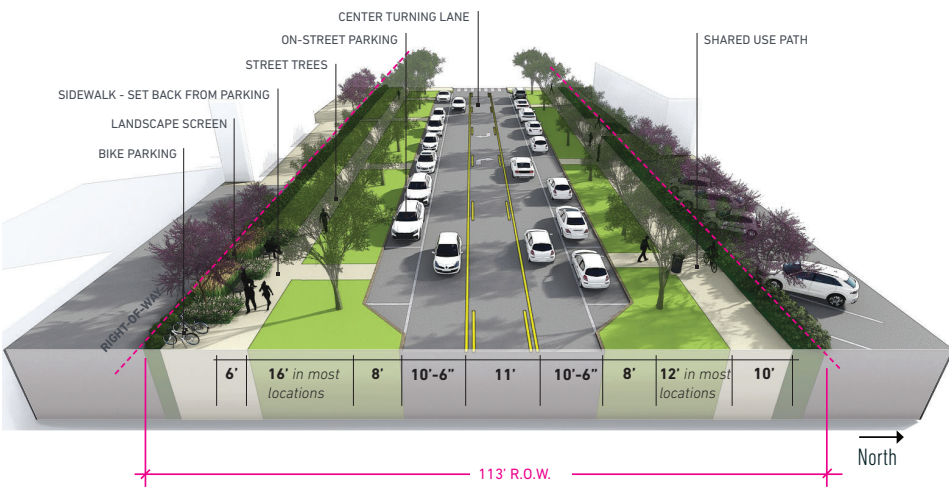 CENTER TURNING LANE
ON-STREET PARKING
SHARED USE PATH
STREET TREES
SIDEWALK - SET BACK FROM PARKING
LANDSCAPE SCREEN
BIKE PARKING
RIGHT-OF-WA
6’
16’ in most
locations
8’
10’-6”
11’
10’-6”
8’
12’ in most
locations
10’
North
113’ R.O.W.